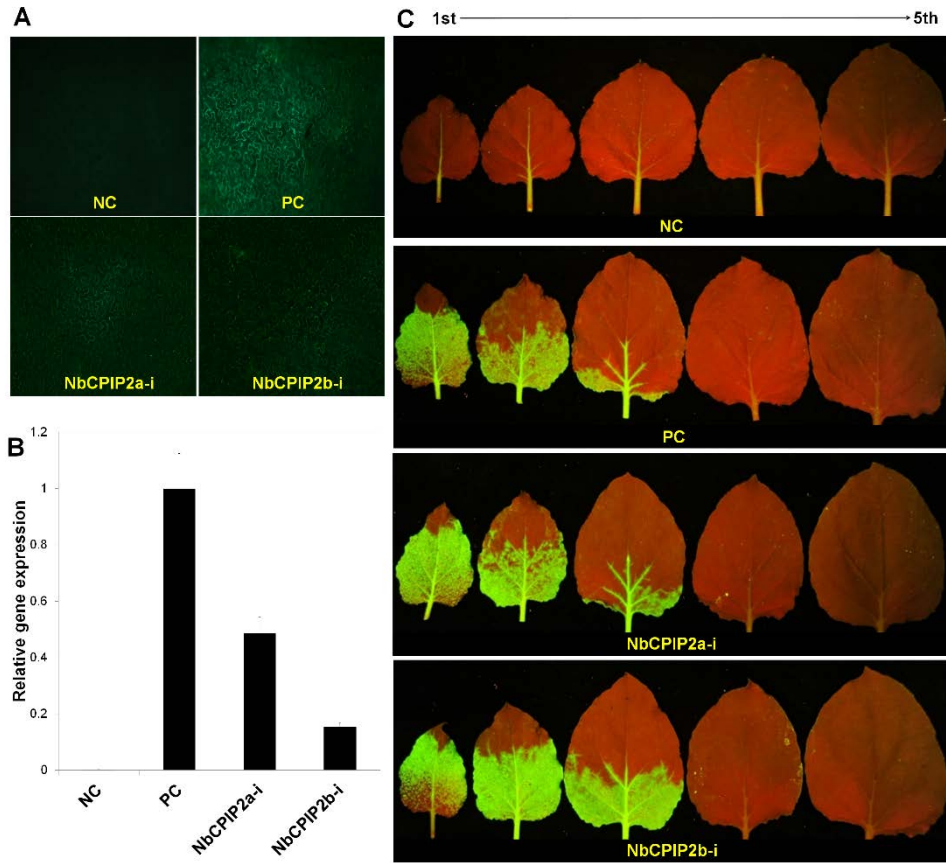 A
NC
PC
NbCPIP2a-i
NbCPIP2b-i
B
1.2
1
0.8
0.6
0.4
0.2
0
Relative gene expression
NC
PC
NbCPIP2a-i
NbCPIP2b-i
C
1st
5th
NC
PC
NbCPIP2a-i
NbCPIP2b-i